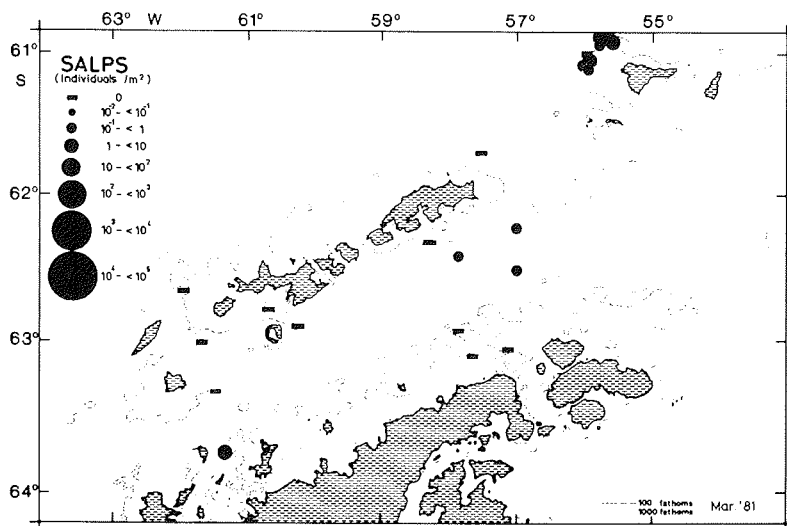 63° W 61° 59° 57° 55°
61°
S
62°
63°
64°
SALPS
(Individuals /m²)
0
10⁻² - <10⁻¹
10⁻¹ - < 1
1 - < 10
10 - <10⁷
10² - <10³
10³ - <10⁴
10⁴ - <10⁵
100 fathoms
1000 fathoms
Mar. '81